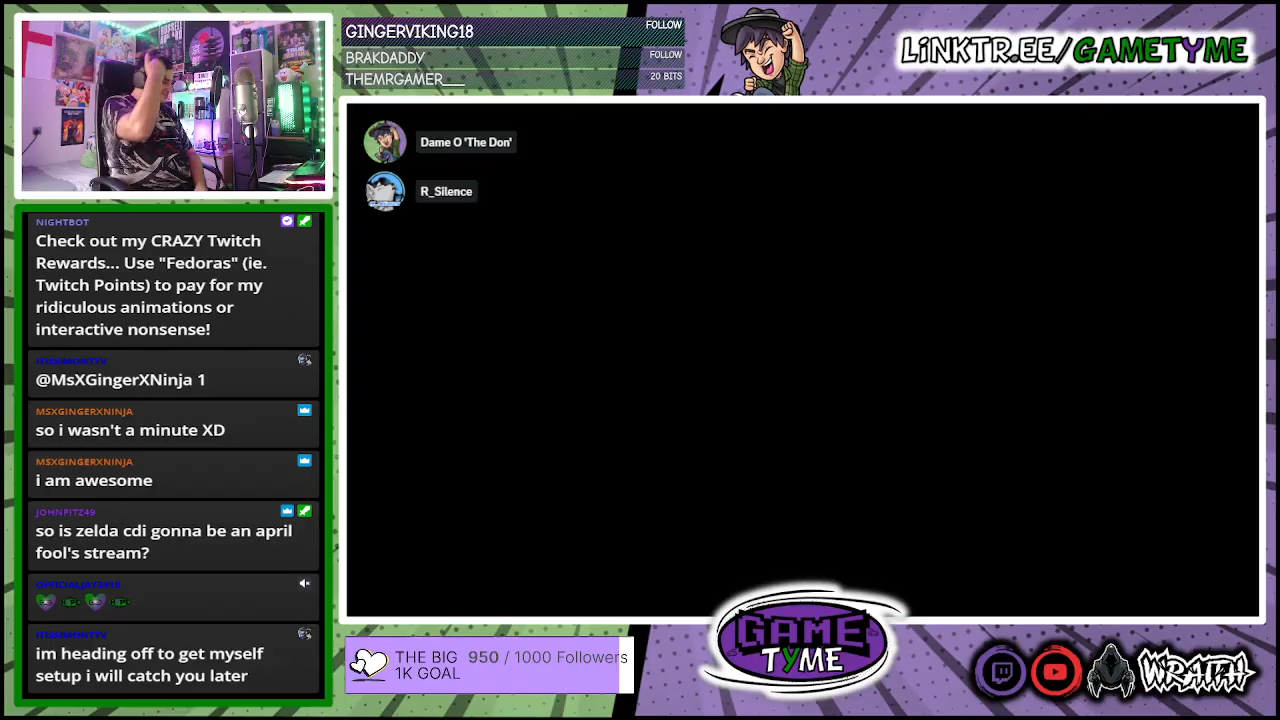 GINGERVIKING18 FOLLOW
BRAKDADDY FOLLOW
THEMRGAMER___ 20 BITS
LINKTR.EE/GAMETYME
Dame O 'The Don'
R_Silence
NIGHTBOT
Check out my CRAZY Twitch
Rewards... Use "Fedoras" (ie.
Twitch Points) to pay for my
ridiculous animations or
interactive nonsense!
@MsXGingerXNinja 1
MSXGINGERXNINJA
so i wasn't a minute XD
MSXGINGERXNINJA
i am awesome
JOHNFITZ49
so is zelda cdi gonna be an april
fool's stream?
im heading off to get myself
setup i will catch you later
THE BIG 950 / 1000 Followers
1K GOAL
GAME
TYME
WRATH